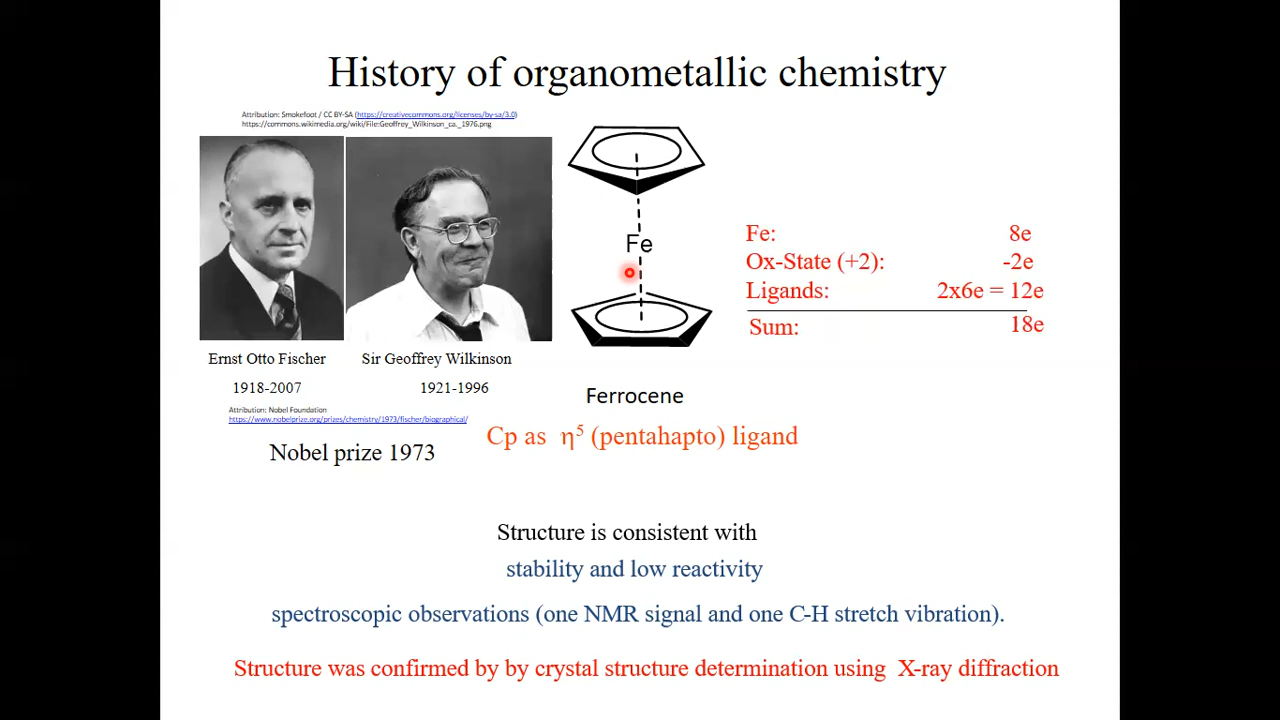 History of organometallic chemistry
Attribution: Smokefoot / CC BY-SA (https://creativecommons.org/licenses/by-sa/3.0)
https://commons.wikimedia.org/wiki/File:Geoffrey_Wilkinson_ca._1976.png
Fe
Fe: 8e
Ox-State (+2): -2e
Ligands: 2x6e = 12e
Sum: 18e
Ernst Otto Fischer
Sir Geoffrey Wilkinson
1918-2007
1921-1996
Ferrocene
Attribution: Nobel Foundation
https://www.nobelprize.org/prizes/chemistry/1973/fischer/biographical/
Cp as η⁵ (pentahapto) ligand
Nobel prize 1973
Structure is consistent with
stability and low reactivity
spectroscopic observations (one NMR signal and one C-H stretch vibration).
Structure was confirmed by by crystal structure determination using X-ray diffraction